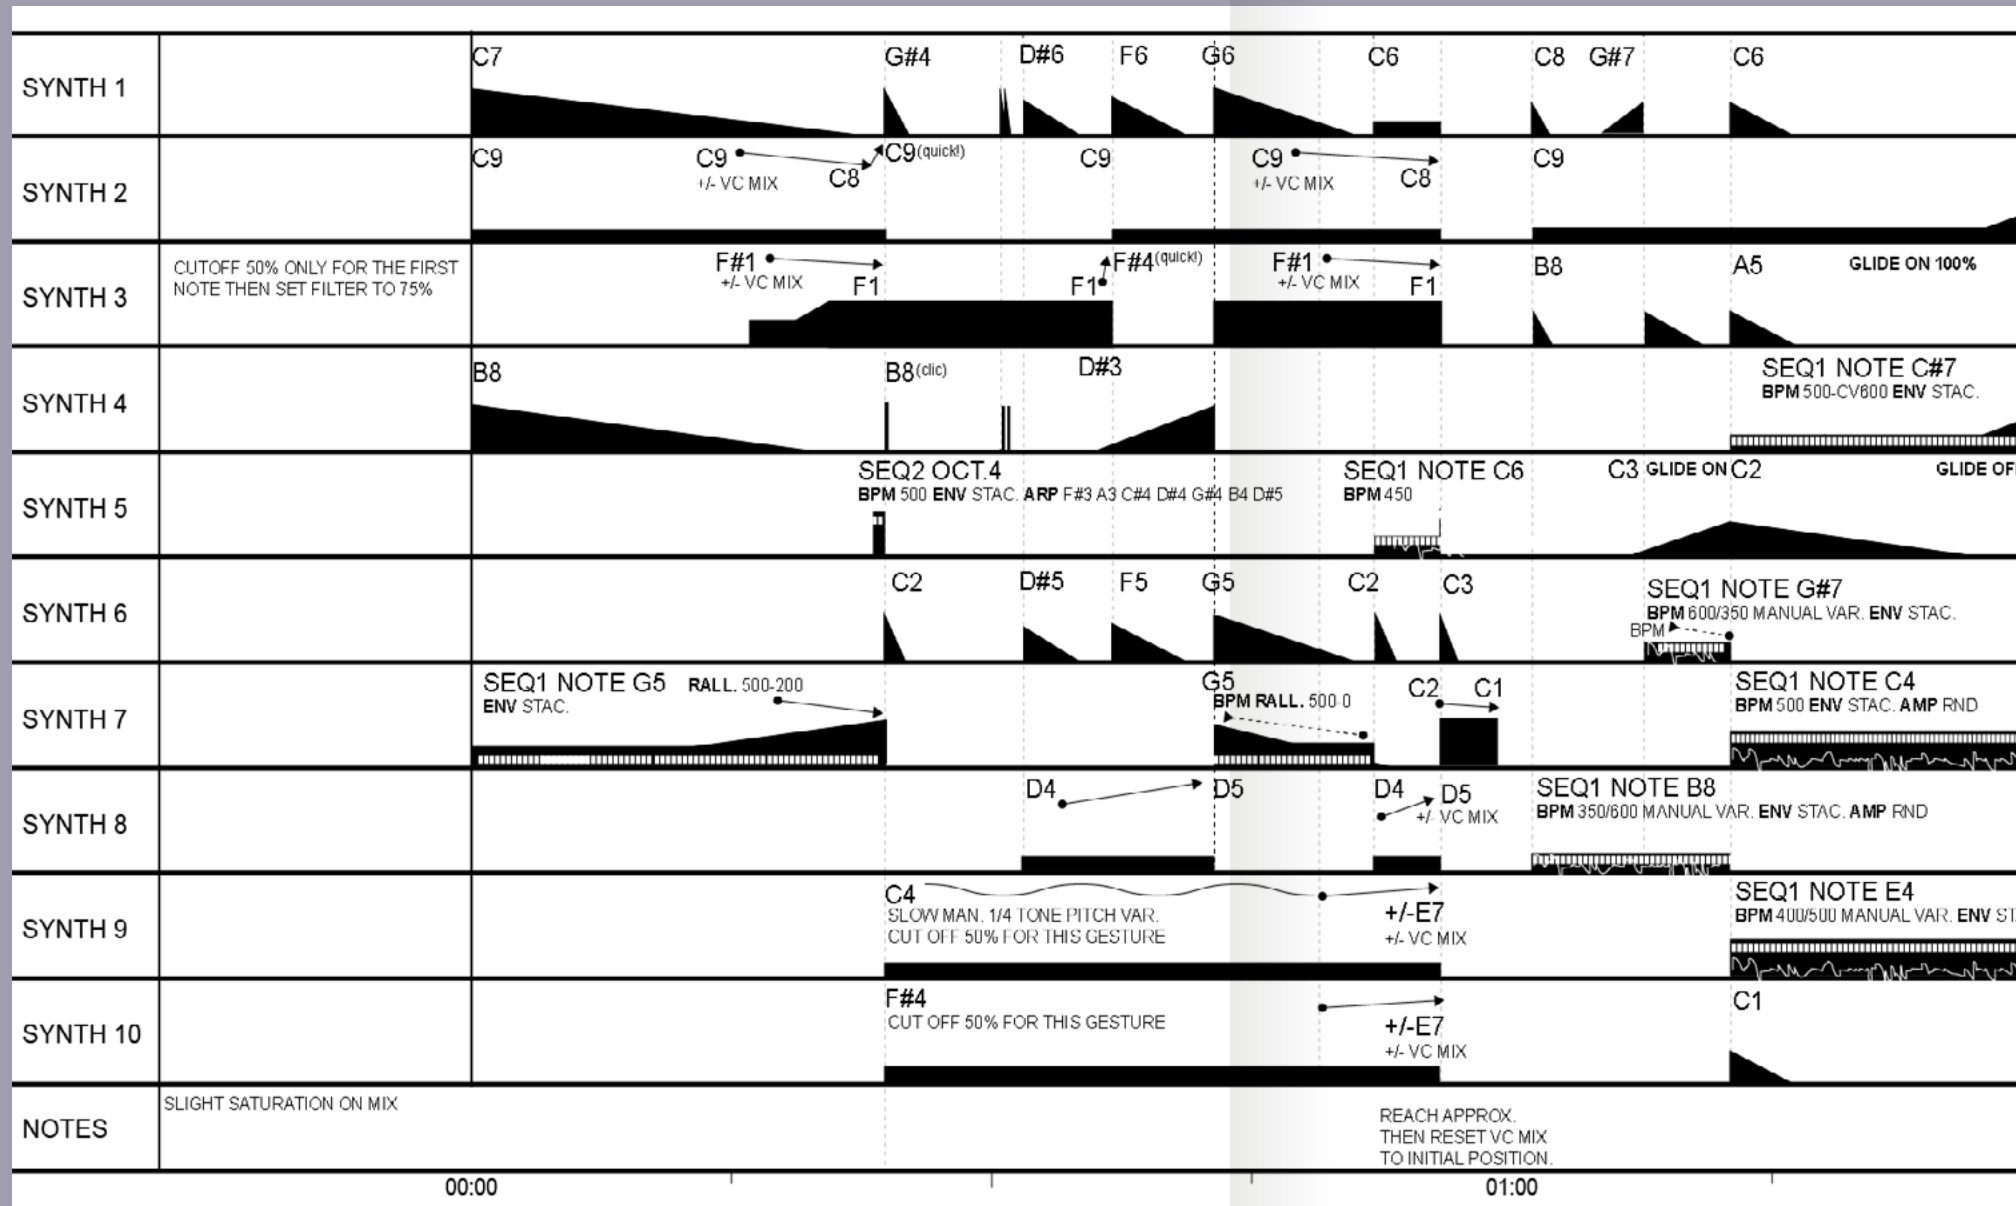 SYNTH 1
C7
G#4
D#6
F6
G6
C6
C8
G#7
C6
SYNTH 2
C9
C9
+/- VC MIX
C8
C9(quick!)
C9
C9
+/- VC MIX
C8
C9
SYNTH 3
CUTOFF 50% ONLY FOR THE FIRST
NOTE THEN SET FILTER TO 75%
F#1
+/- VC MIX
F1
F1
F#4(quick!)
F#1
+/- VC MIX
F1
B8
A5
GLIDE ON 100%
SYNTH 4
B8
B8(clic)
D#3
SEQ1 NOTE C#7
BPM 500-CV600 ENV STAC.
SYNTH 5
SEQ2 OCT.4
BPM 500 ENV STAC. ARP F#3 A3 C#4 D#4 G#4 B4 D#5
SEQ1 NOTE C6
BPM 450
C3 GLIDE ON C2
GLIDE OF
SYNTH 6
C2
D#5
F5
G5
C2
C3
SEQ1 NOTE G#7
BPM 600/350 MANUAL VAR. ENV STAC.
BPM
SYNTH 7
SEQ1 NOTE G5 RALL. 500-200
ENV STAC.
G5
BPM RALL. 500-0
C2
C1
SEQ1 NOTE C4
BPM 500 ENV STAC. AMP RND
SYNTH 8
D4
D5
D4
D5
+/- VC MIX
SEQ1 NOTE B8
BPM 350/600 MANUAL VAR. ENV STAC. AMP RND
SYNTH 9
C4
SLOW MAN. 1/4 TONE PITCH VAR.
CUT OFF 50% FOR THIS GESTURE
+/-E7
+/- VC MIX
SEQ1 NOTE E4
BPM 400/500 MANUAL VAR. ENV ST
SYNTH 10
F#4
CUT OFF 50% FOR THIS GESTURE
+/-E7
+/- VC MIX
C1
NOTES
SLIGHT SATURATION ON MIX
REACH APPROX.
THEN RESET VC MIX
TO INITIAL POSITION.
00:00
01:00